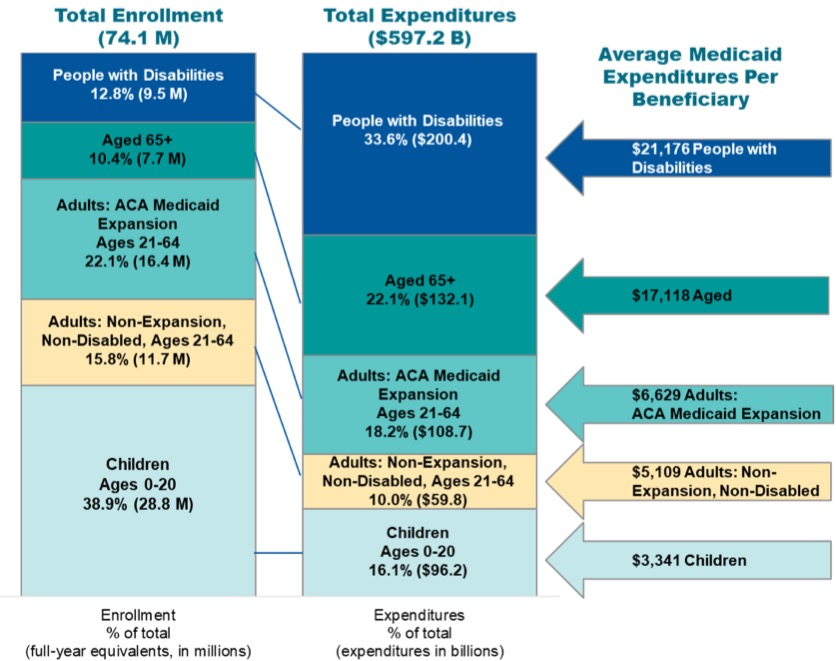 Total Enrollment
(74.1 M)
People with Disabilities
12.8% (9.5 M)
Aged 65+
10.4% (7.7 M)
Adults: ACA Medicaid
Expansion
Ages 21-64
22.1% (16.4 M)
Adults: Non-Expansion,
Non-Disabled, Ages 21-64
15.8% (11.7 M)
Children
Ages 0-20
38.9% (28.8 M)
Enrollment
% of total
(full-year equivalents, in millions)
Total Expenditures
($597.2 B)
People with Disabilities
33.6% ($200.4)
Aged 65+
22.1% ($132.1)
Adults: ACA Medicaid
Expansion
Ages 21-64
18.2% ($108.7)
Adults: Non-Expansion,
Non-Disabled, Ages 21-64
10.0% ($59.8)
Children
Ages 0-20
16.1% ($96.2)
Expenditures
% of total
(expenditures in billions)
Average Medicaid
Expenditures Per
Beneficiary
$21,176 People with
Disabilities
$17,118 Aged
$6,629 Adults:
ACA Medicaid Expansion
$5,109 Adults: Non-
Expansion, Non-Disabled
$3,341 Children